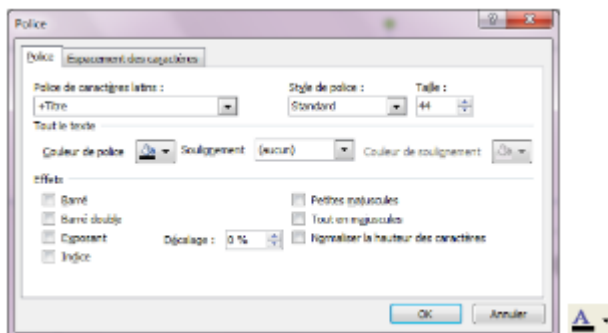 Police
Police Espacement des caractères
Police de caractères latins : Style de police : Taille :
+Titre Standard 44
Tout le texte
Couleur de police Soulignement (aucun) Couleur de soulignement
Effets
Barré Petites majuscules
Barré double Tout en majuscules
Exposant Décalage : 0 % Normaliser la hauteur des caractères
Indice
OK Annuler
A